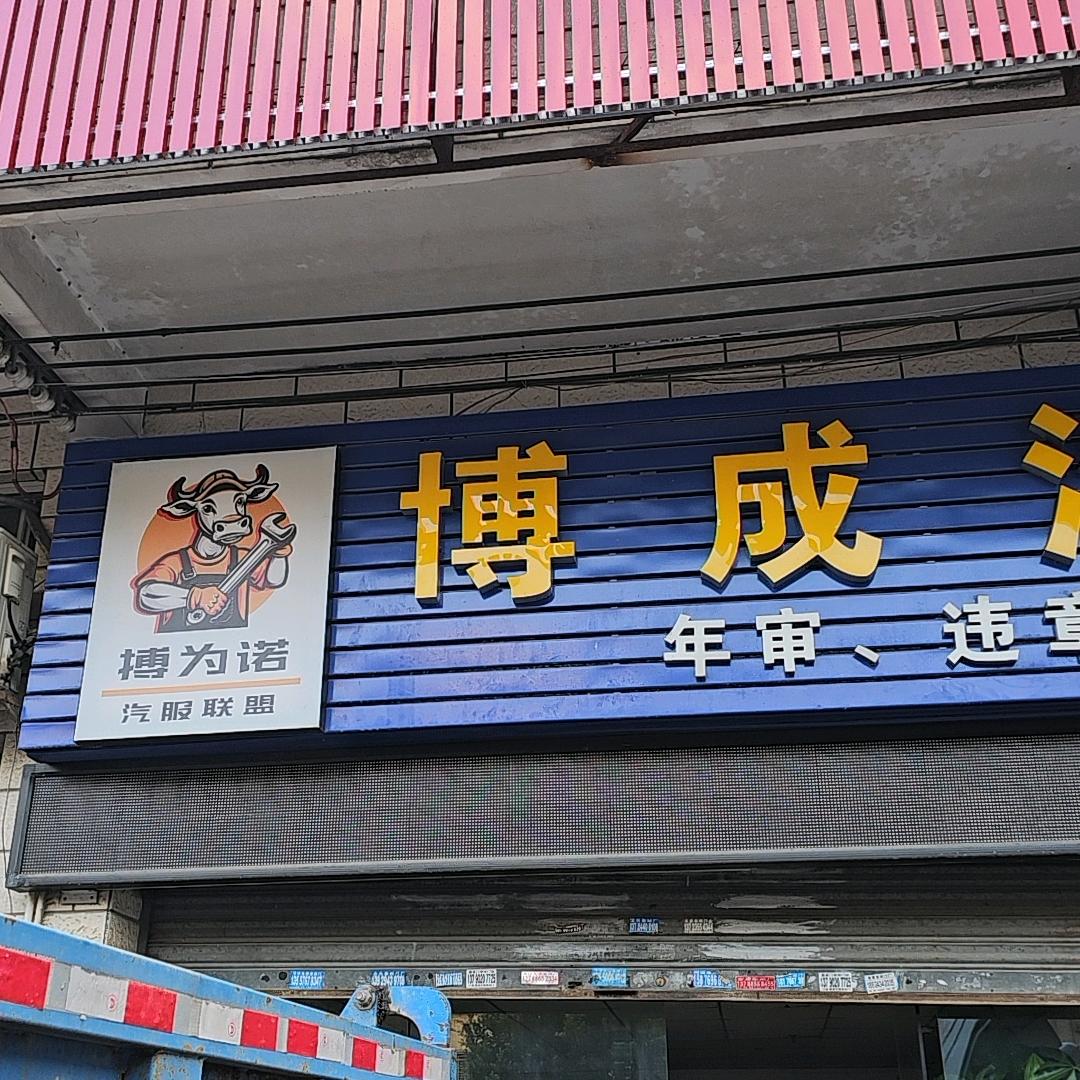 博成
年审、违章
搏为诺
汽服联盟